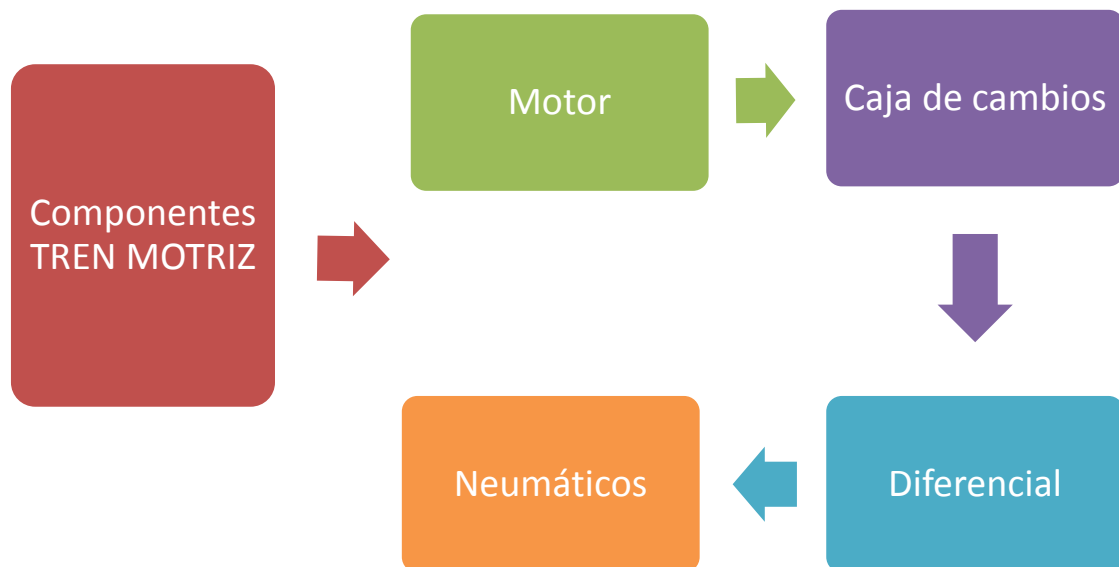 Componentes
TREN MOTRIZ
Motor
Caja de cambios
Diferencial
Neumáticos